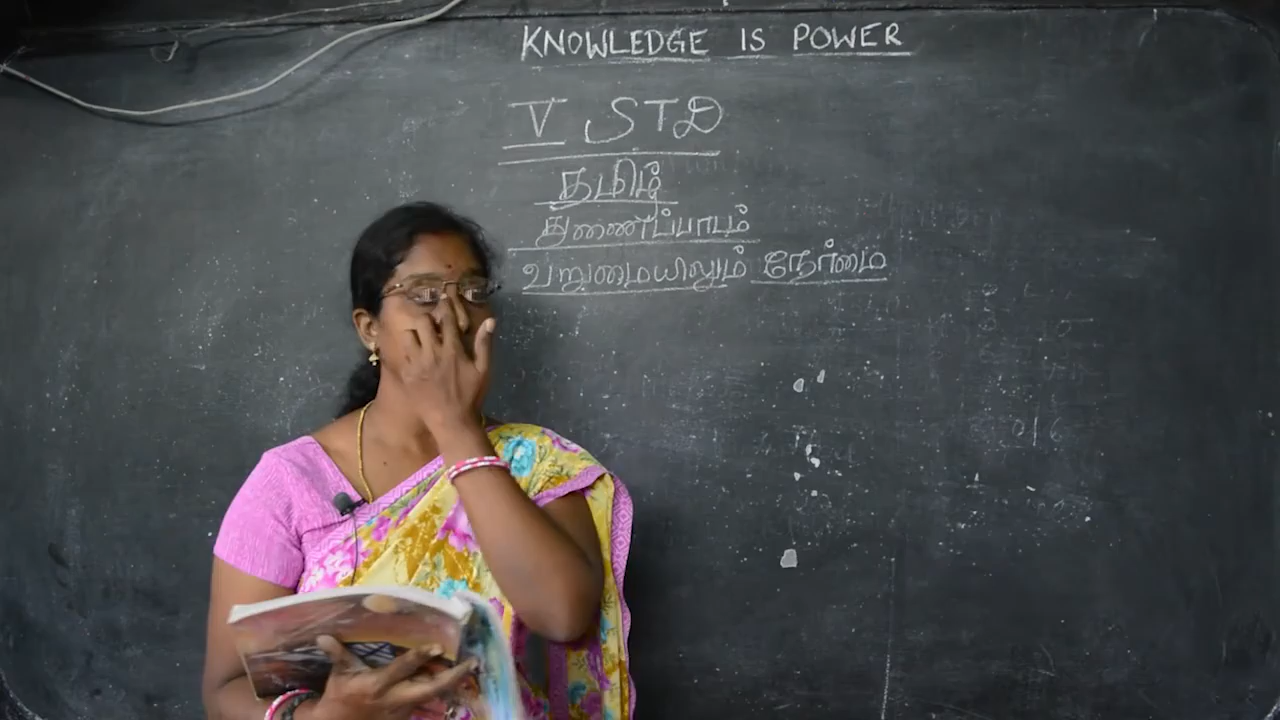 KNOWLEDGE IS POWER
V STD
தமிழ்
துணைப்பாடம்
வறுமையிலும் நேர்மை